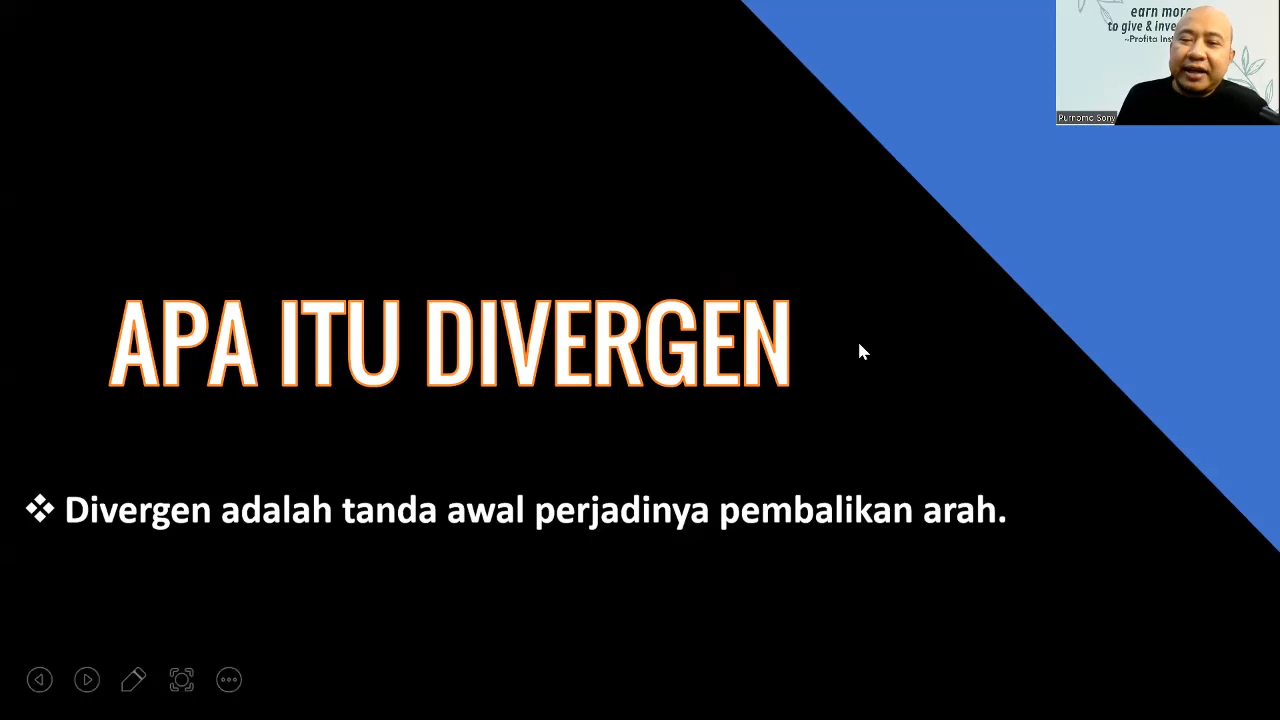 earn more
to give & inve
~Profita Inst
Purnomo Sony
APA ITU DIVERGEN
❖ Divergen adalah tanda awal perjadinya pembalikan arah.